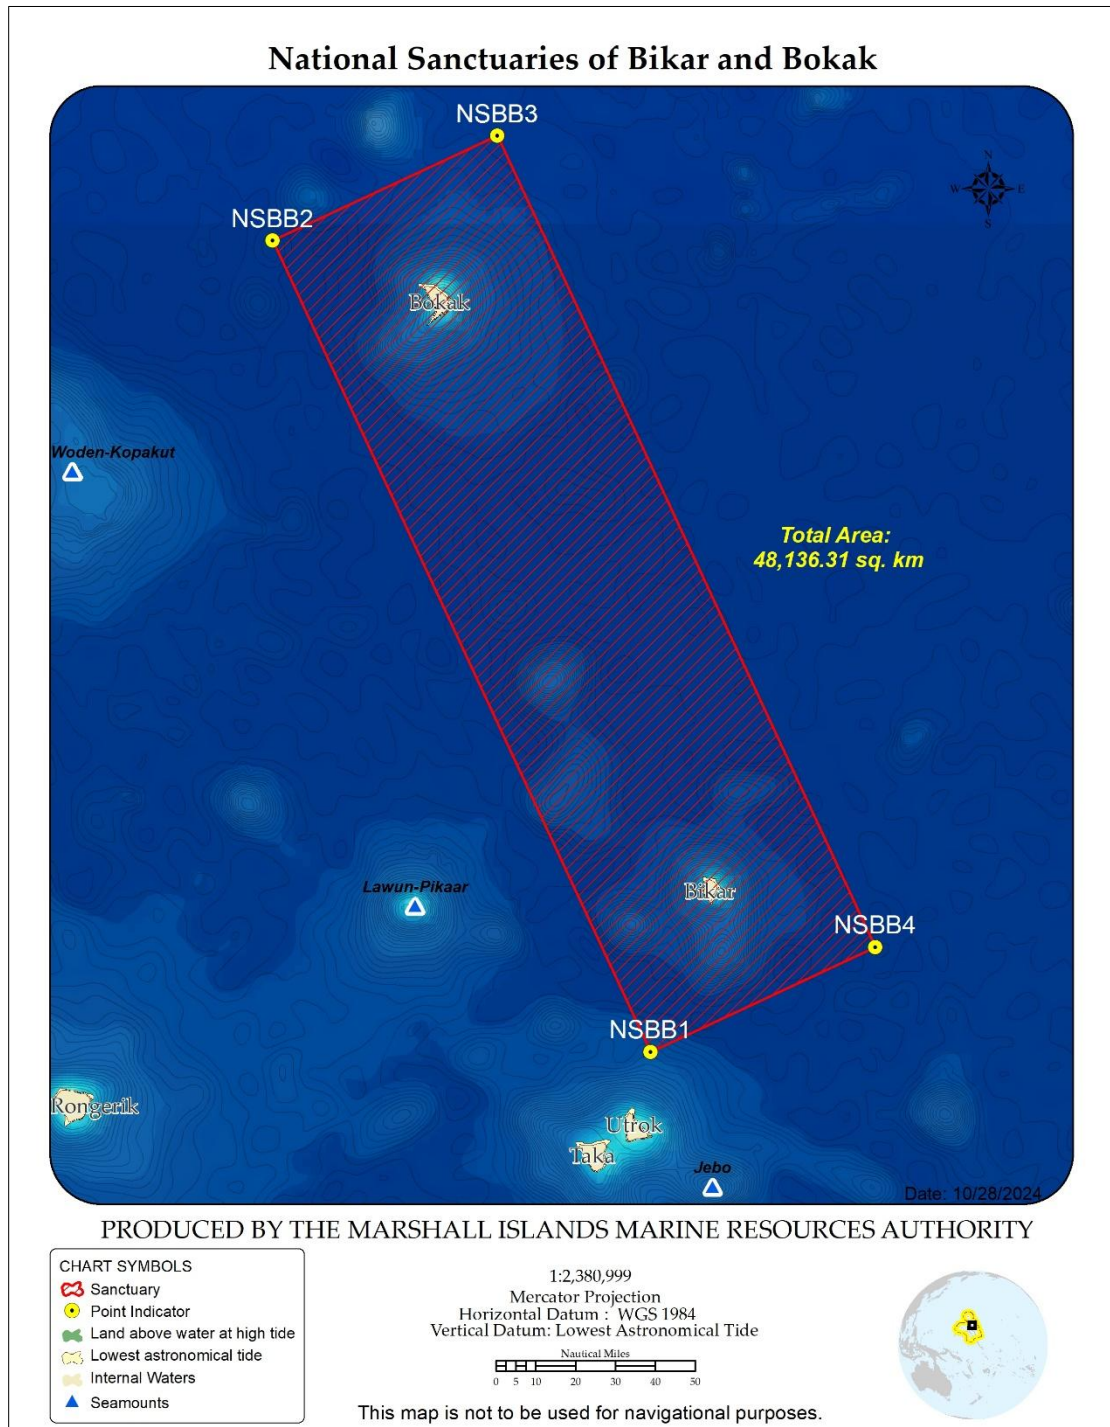 National Sanctuaries of Bikar and Bokak
NSBB3
NSBB2
N
W E
S
Bokak
Woden-Kopakut
Total Area:
48,136.31 sq. km
Lawun-Pikaar
Bikar
NSBB4
NSBB1
Rongerik
Utrok
Taka
Jebo
Date: 10/28/2024
PRODUCED BY THE MARSHALL ISLANDS MARINE RESOURCES AUTHORITY
CHART SYMBOLS
Sanctuary
Point Indicator
Land above water at high tide
Lowest astronomical tide
Internal Waters
Seamounts
1:2,380,999
Mercator Projection
Horizontal Datum : WGS 1984
Vertical Datum: Lowest Astronomical Tide
Nautical Miles
0 5 10 20 30 40 50
This map is not to be used for navigational purposes.